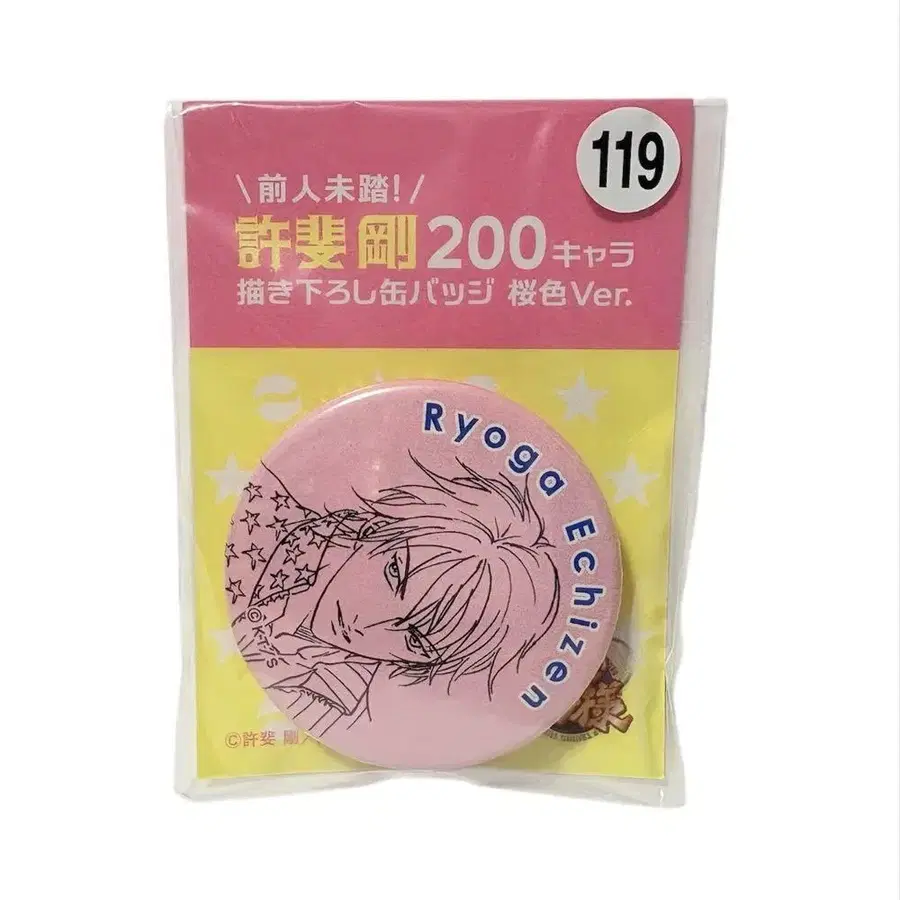 119
\前人未踏!/
許斐 剛 200キャラ
描き下ろし缶バッジ 桜色Ver.
Ryoga Echizen
©K・T/S
©許斐 剛
様